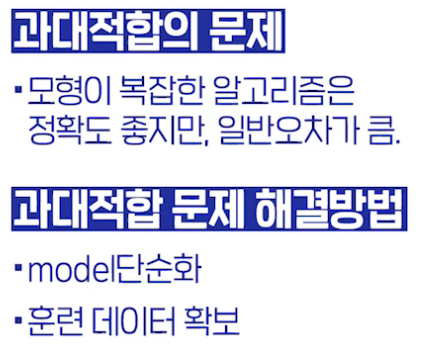 과대적합의 문제
▪모형이 복잡한 알고리즘은
정확도 좋지만, 일반오차가 큼.
과대적합 문제 해결방법
▪model단순화
▪훈련 데이터 확보